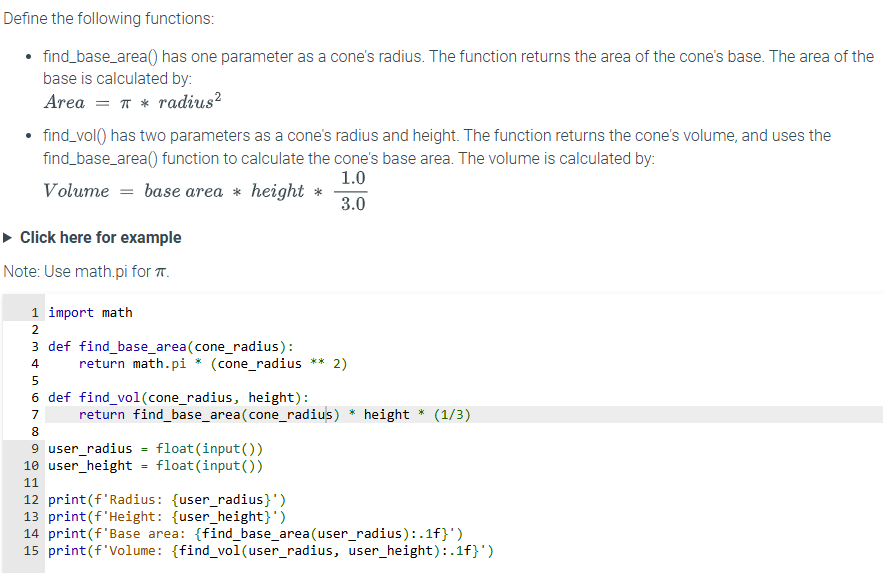 Define the following functions:
• find_base_area() has one parameter as a cone's radius. The function returns the area of the cone's base. The area of the
base is calculated by:
Area = π * radius²
• find_vol() has two parameters as a cone's radius and height. The function returns the cone's volume, and uses the
find_base_area() function to calculate the cone's base area. The volume is calculated by:
Volume = base area * height * 1.0/3.0
▶ Click here for example
Note: Use math.pi for π.
1 import math
2
3 def find_base_area(cone_radius):
4     return math.pi * (cone_radius ** 2)
5
6 def find_vol(cone_radius, height):
7     return find_base_area(cone_radius) * height * (1/3)
8
9 user_radius = float(input())
10 user_height = float(input())
11
12 print(f'Radius: {user_radius}')
13 print(f'Height: {user_height}')
14 print(f'Base area: {find_base_area(user_radius):.1f}')
15 print(f'Volume: {find_vol(user_radius, user_height):.1f}')